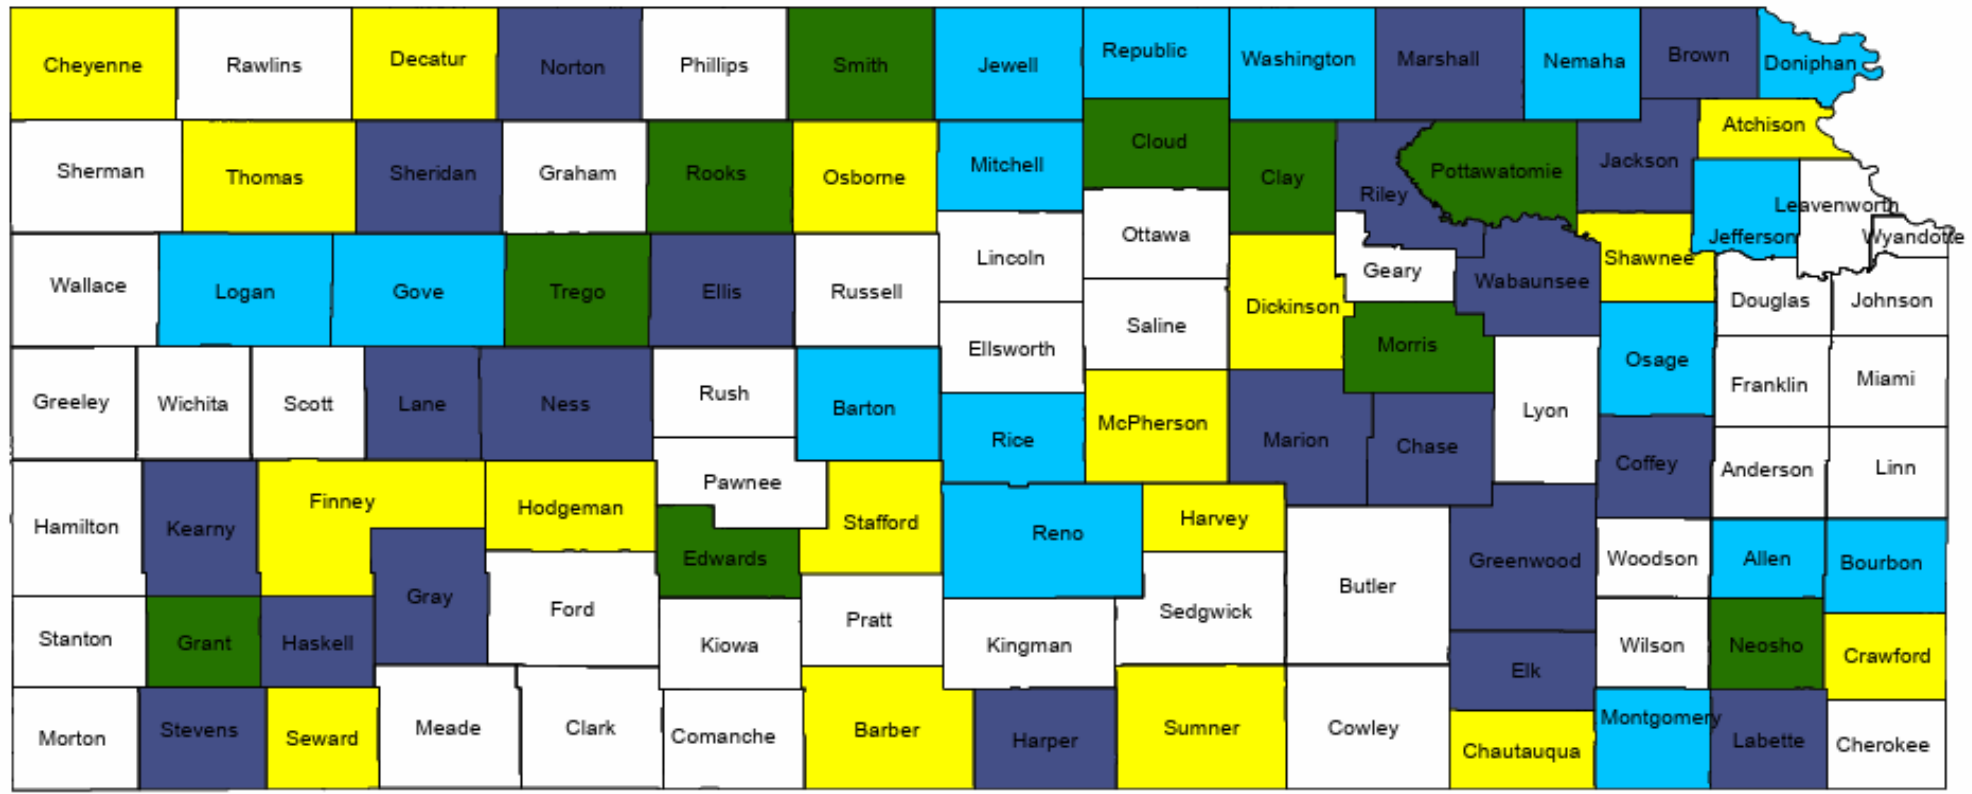 Cheyenne
Rawlins
Decatur
Norton
Phillips
Smith
Jewell
Republic
Washington
Marshall
Nemaha
Brown
Doniphan
Sherman
Thomas
Sheridan
Graham
Rooks
Osborne
Mitchell
Cloud
Clay
Riley
Pottawatomie
Jackson
Atchison
Jefferson
Leavenworth
Wyandotte
Wallace
Logan
Gove
Trego
Ellis
Russell
Lincoln
Ottawa
Saline
Dickinson
Geary
Wabaunsee
Shawnee
Douglas
Johnson
Ellsworth
Morris
Osage
Franklin
Miami
Greeley
Wichita
Scott
Lane
Ness
Rush
Barton
Rice
McPherson
Marion
Chase
Lyon
Coffey
Anderson
Linn
Hamilton
Kearny
Finney
Hodgeman
Pawnee
Stafford
Reno
Harvey
Butler
Greenwood
Woodson
Allen
Bourbon
Gray
Ford
Edwards
Pratt
Kingman
Sedgwick
Stanton
Grant
Haskell
Kiowa
Elk
Wilson
Neosho
Crawford
Morton
Stevens
Seward
Meade
Clark
Comanche
Barber
Harper
Sumner
Cowley
Chautauqua
Montgomery
Labette
Cherokee